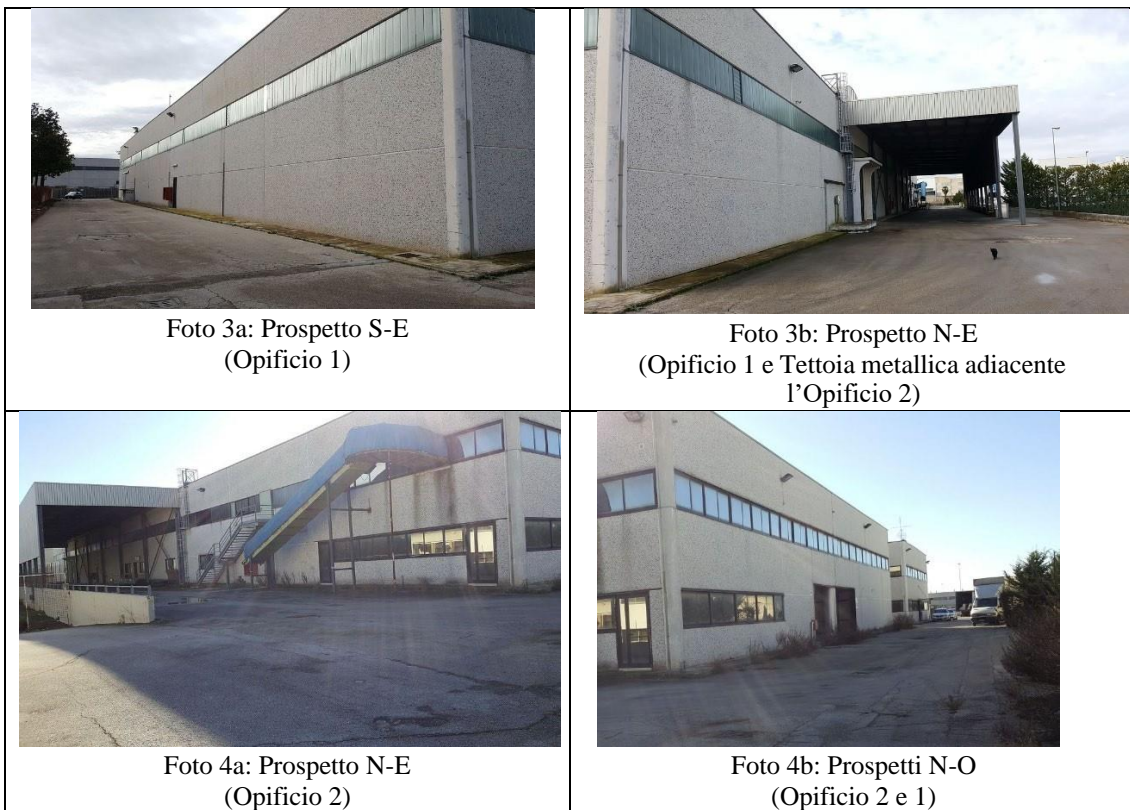 Foto 3a: Prospetto S-E
(Opificio 1)
Foto 3b: Prospetto N-E
(Opificio 1 e Tettoia metallica adiacente
l’Opificio 2)
Foto 4a: Prospetto N-E
(Opificio 2)
Foto 4b: Prospetti N-O
(Opificio 2 e 1)